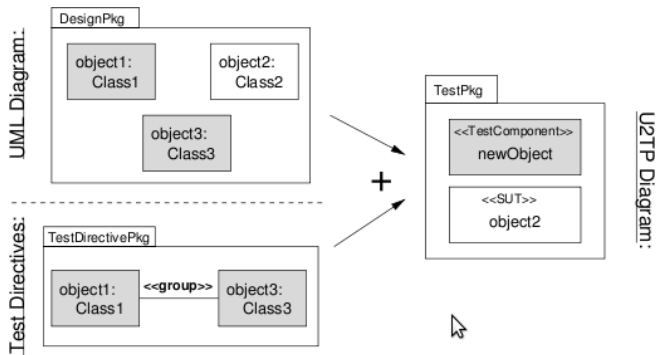 UML Diagram:
DesignPkg
object1:
Class1
object2:
Class2
object3:
Class3
Test Directives:
TestDirectivePkg
object1:
Class1
<<group>>
object3:
Class3
+
TestPkg
<<TestComponent>>
newObject
<<SUT>>
object2
U2TP Diagram: